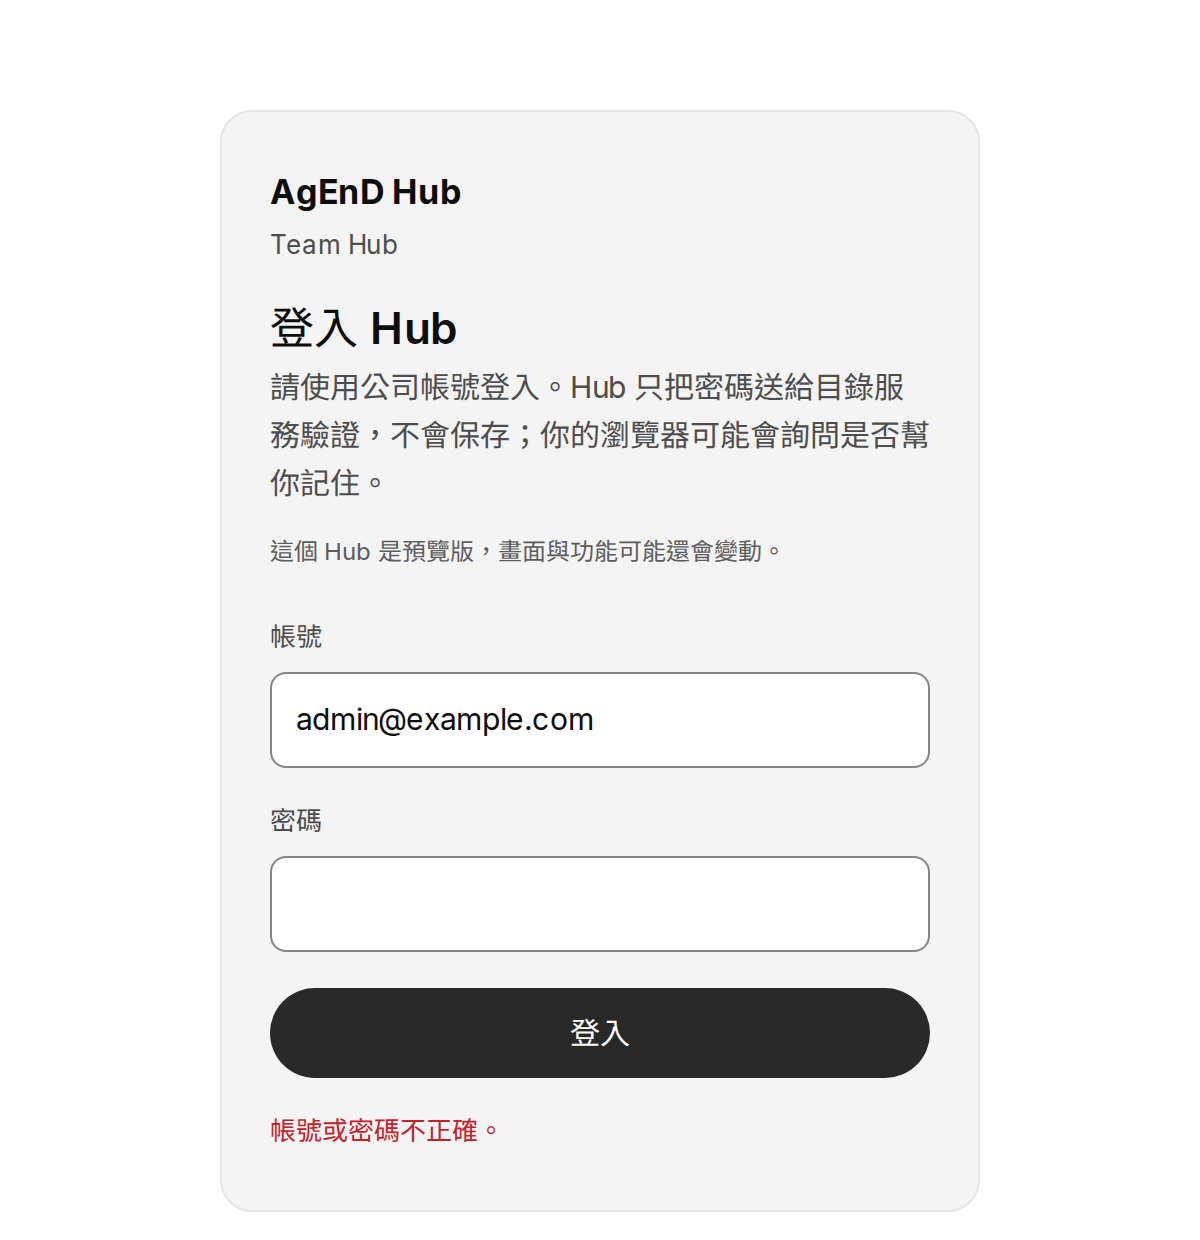 AgEnD Hub
Team Hub
登入 Hub
請使用公司帳號登入。Hub 只把密碼送給目錄服
務驗證，不會保存；你的瀏覽器可能會詢問是否幫
你記住。
這個 Hub 是預覽版，畫面與功能可能還會變動。
帳號
admin@example.com
密碼
登入
帳號或密碼不正確。